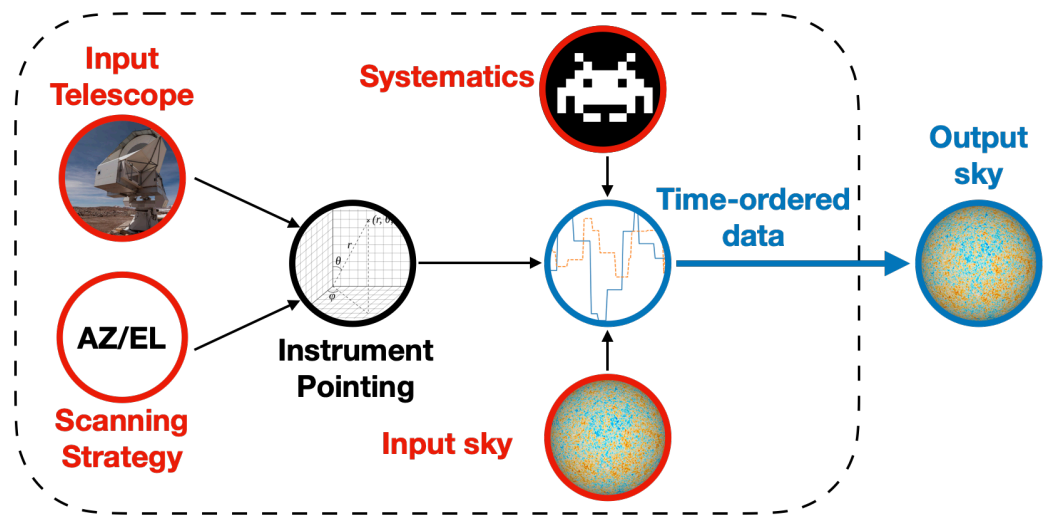 Input
Telescope
Systematics
Output
sky
Time-ordered
data
(r, θ,
r
θ
φ
AZ/EL
Instrument
Pointing
Scanning
Strategy
Input sky